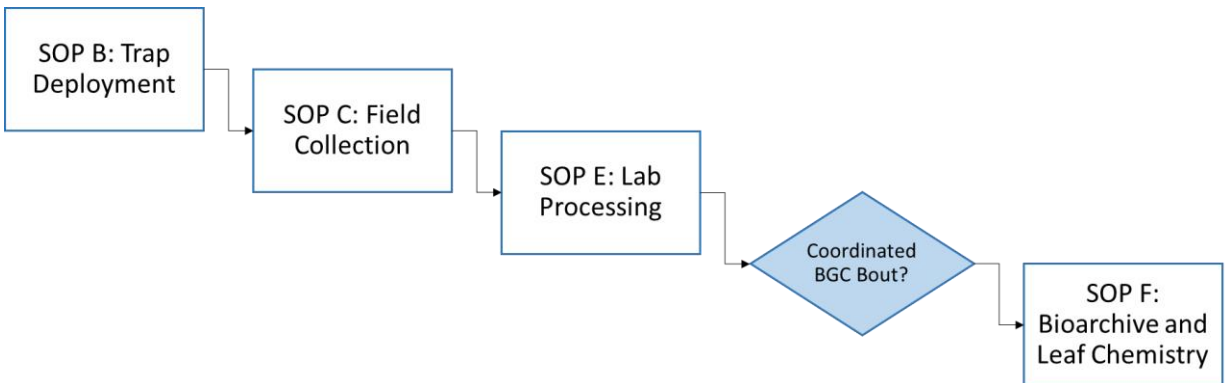 SOP B: Trap
Deployment
SOP C: Field
Collection
SOP E: Lab
Processing
Coordinated
BGC Bout?
SOP F:
Bioarchive and
Leaf Chemistry